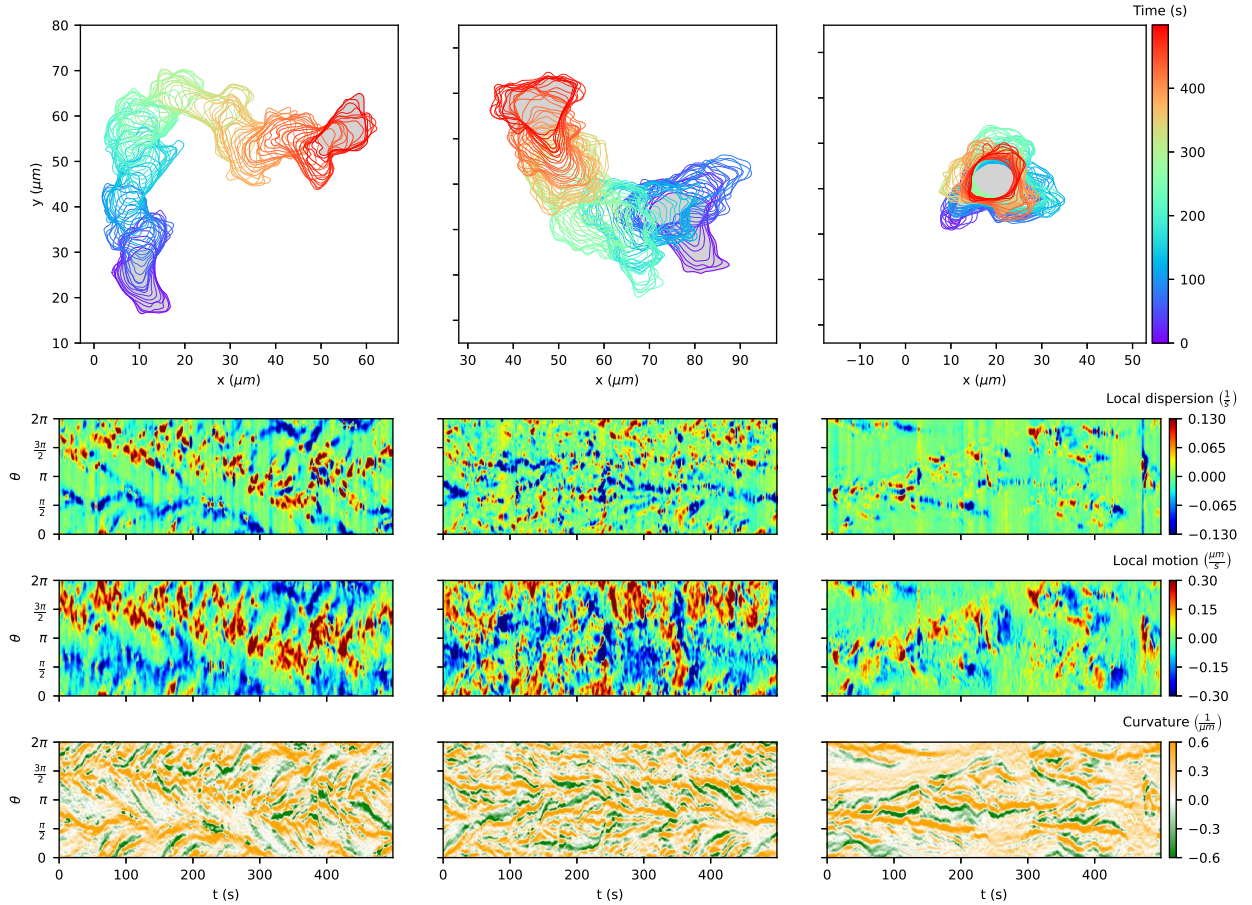 Time (s)
80
70
60
50
40
30
20
10
y (μm)
0 10 20 30 40 50 60
x (μm)
30 40 50 60 70 80 90
x (μm)
−10 0 10 20 30 40 50
x (μm)
400
300
200
100
0
Local dispersion (1/s)
2π
3π/2
π
π/2
0
θ
0.130
0.065
0.000
−0.065
−0.130
Local motion (μm/s)
2π
3π/2
π
π/2
0
θ
0.30
0.15
0.00
−0.15
−0.30
Curvature (1/μm)
2π
3π/2
π
π/2
0
θ
0.6
0.3
0.0
−0.3
−0.6
0 100 200 300 400
t (s)
0 100 200 300 400
t (s)
0 100 200 300 400
t (s)